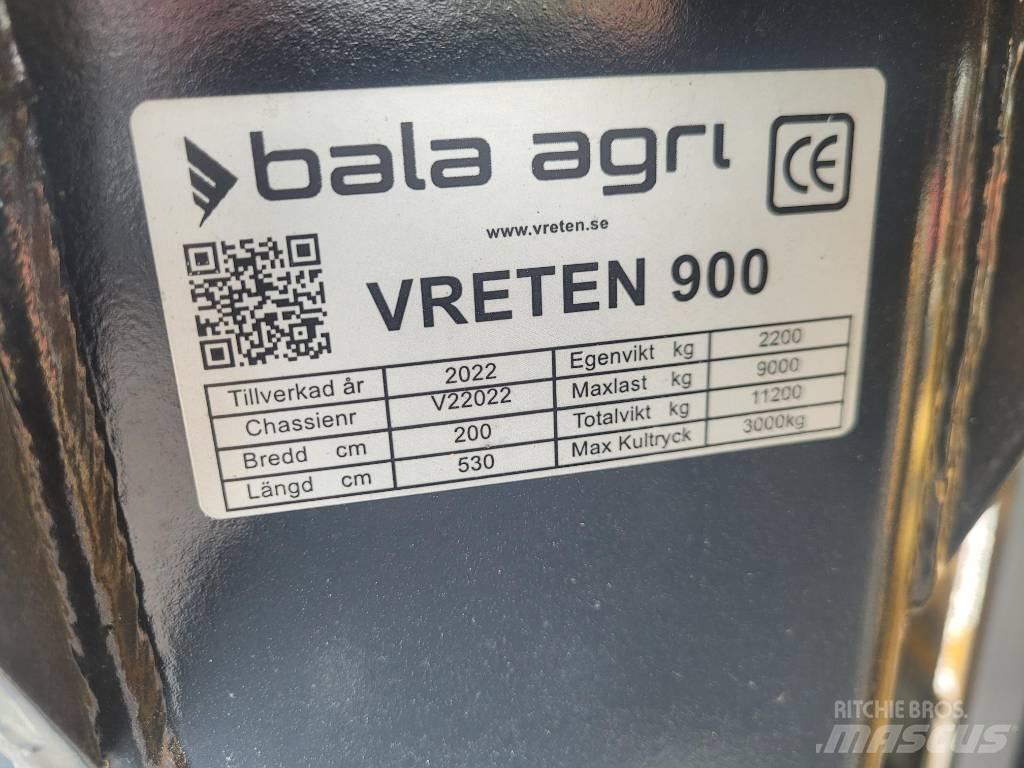 bala agri
CE
www.vreten.se
VRETEN 900
Tillverkad år 2022 Egenvikt kg 2200
Chassienr V22022 Maxlast kg 9000
Bredd cm 200 Totalvikt kg 11200
Längd cm 530 Max Kultryck 3000kg
RITCHIE BROS.
MASCUS